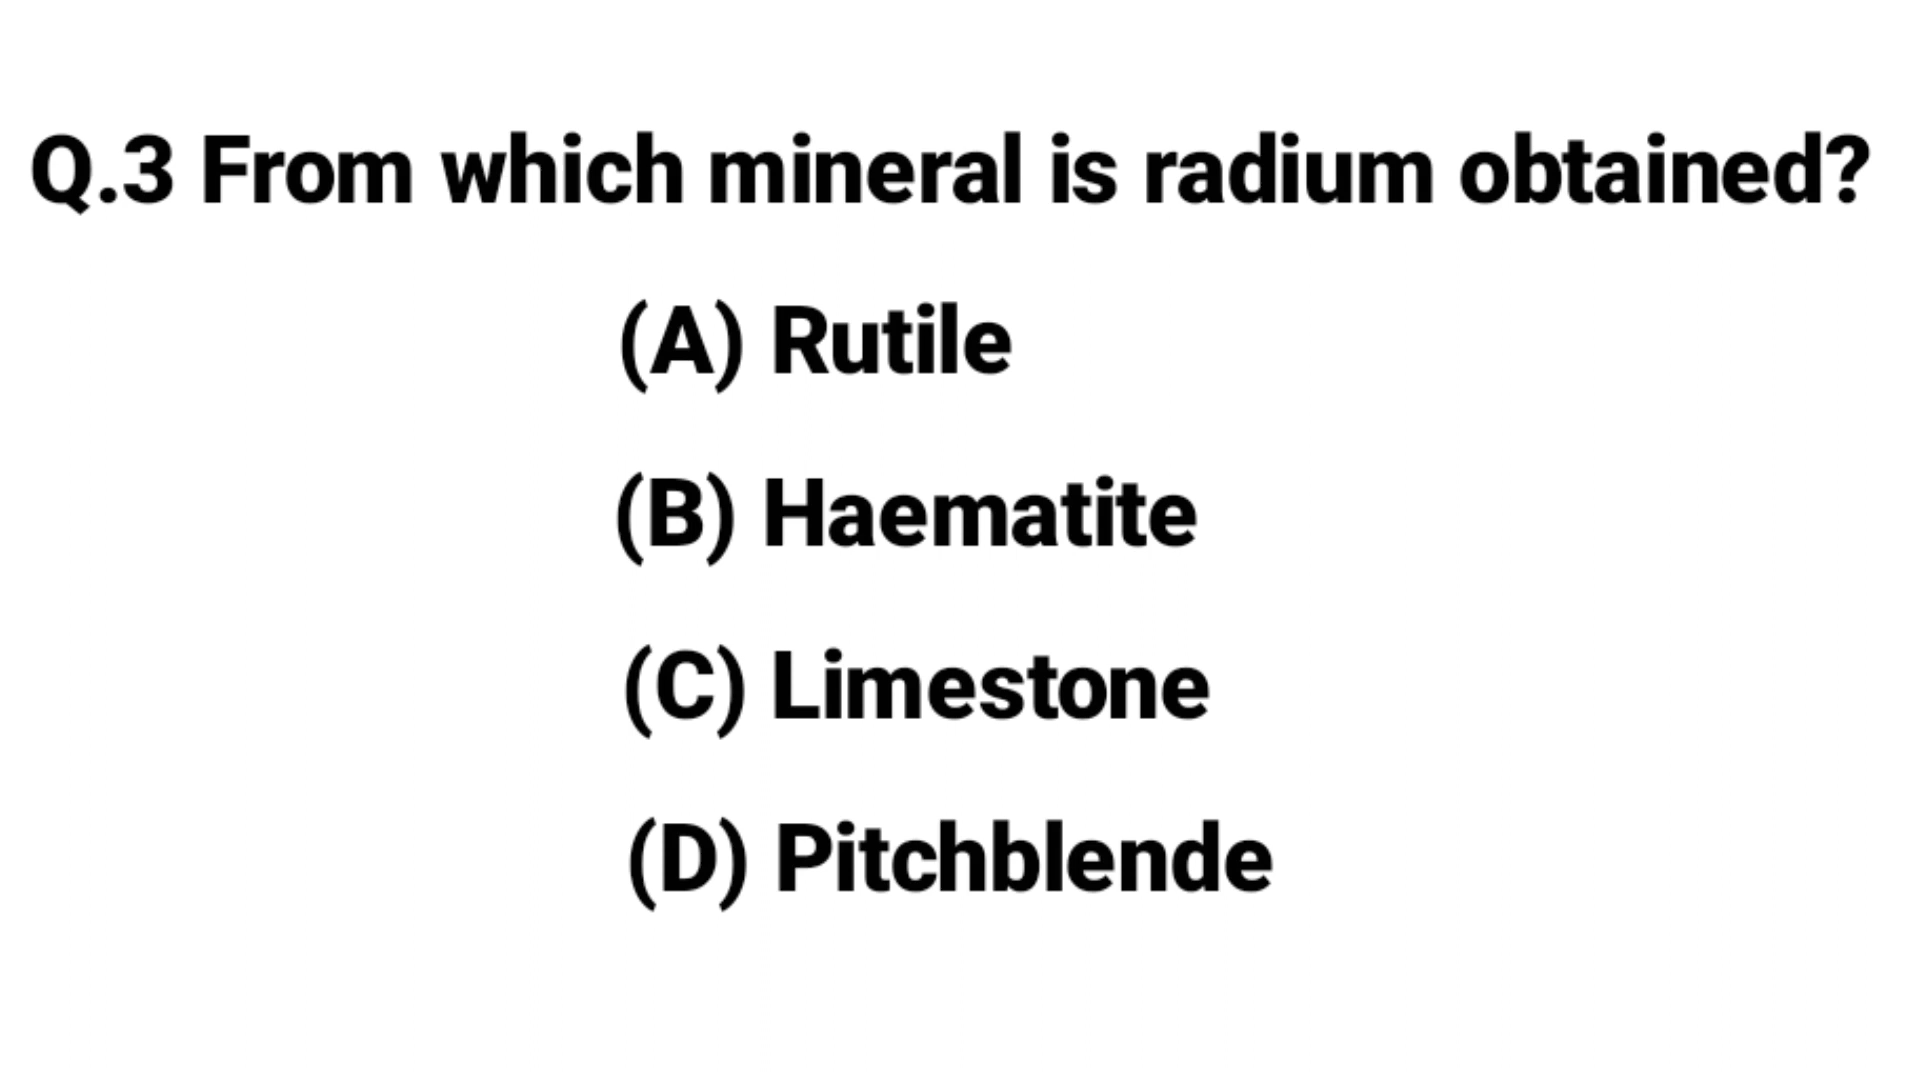 Q.3 From which mineral is radium obtained?
(A) Rutile
(B) Haematite
(C) Limestone
(D) Pitchblende